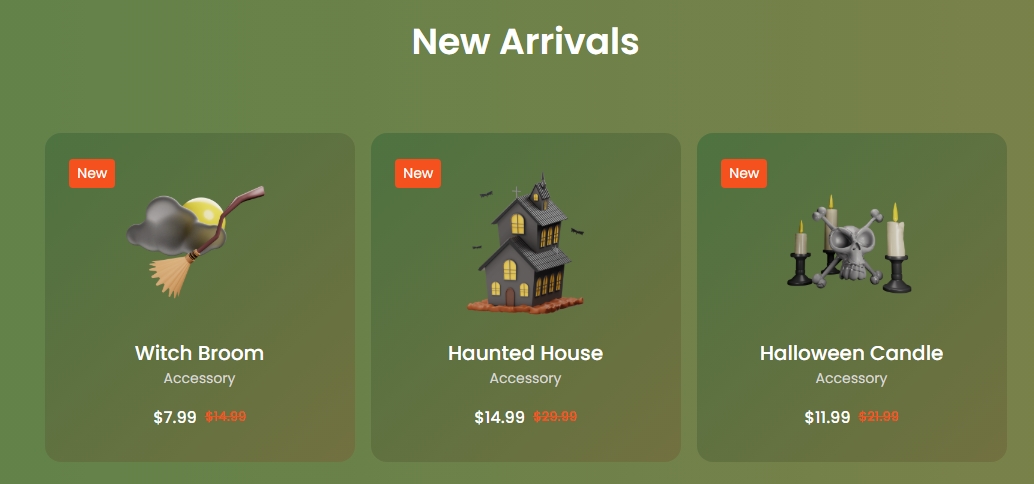 New Arrivals
New
Witch Broom
Accessory
$7.99 $14.99
New
Haunted House
Accessory
$14.99 $29.99
New
Halloween Candle
Accessory
$11.99 $21.99